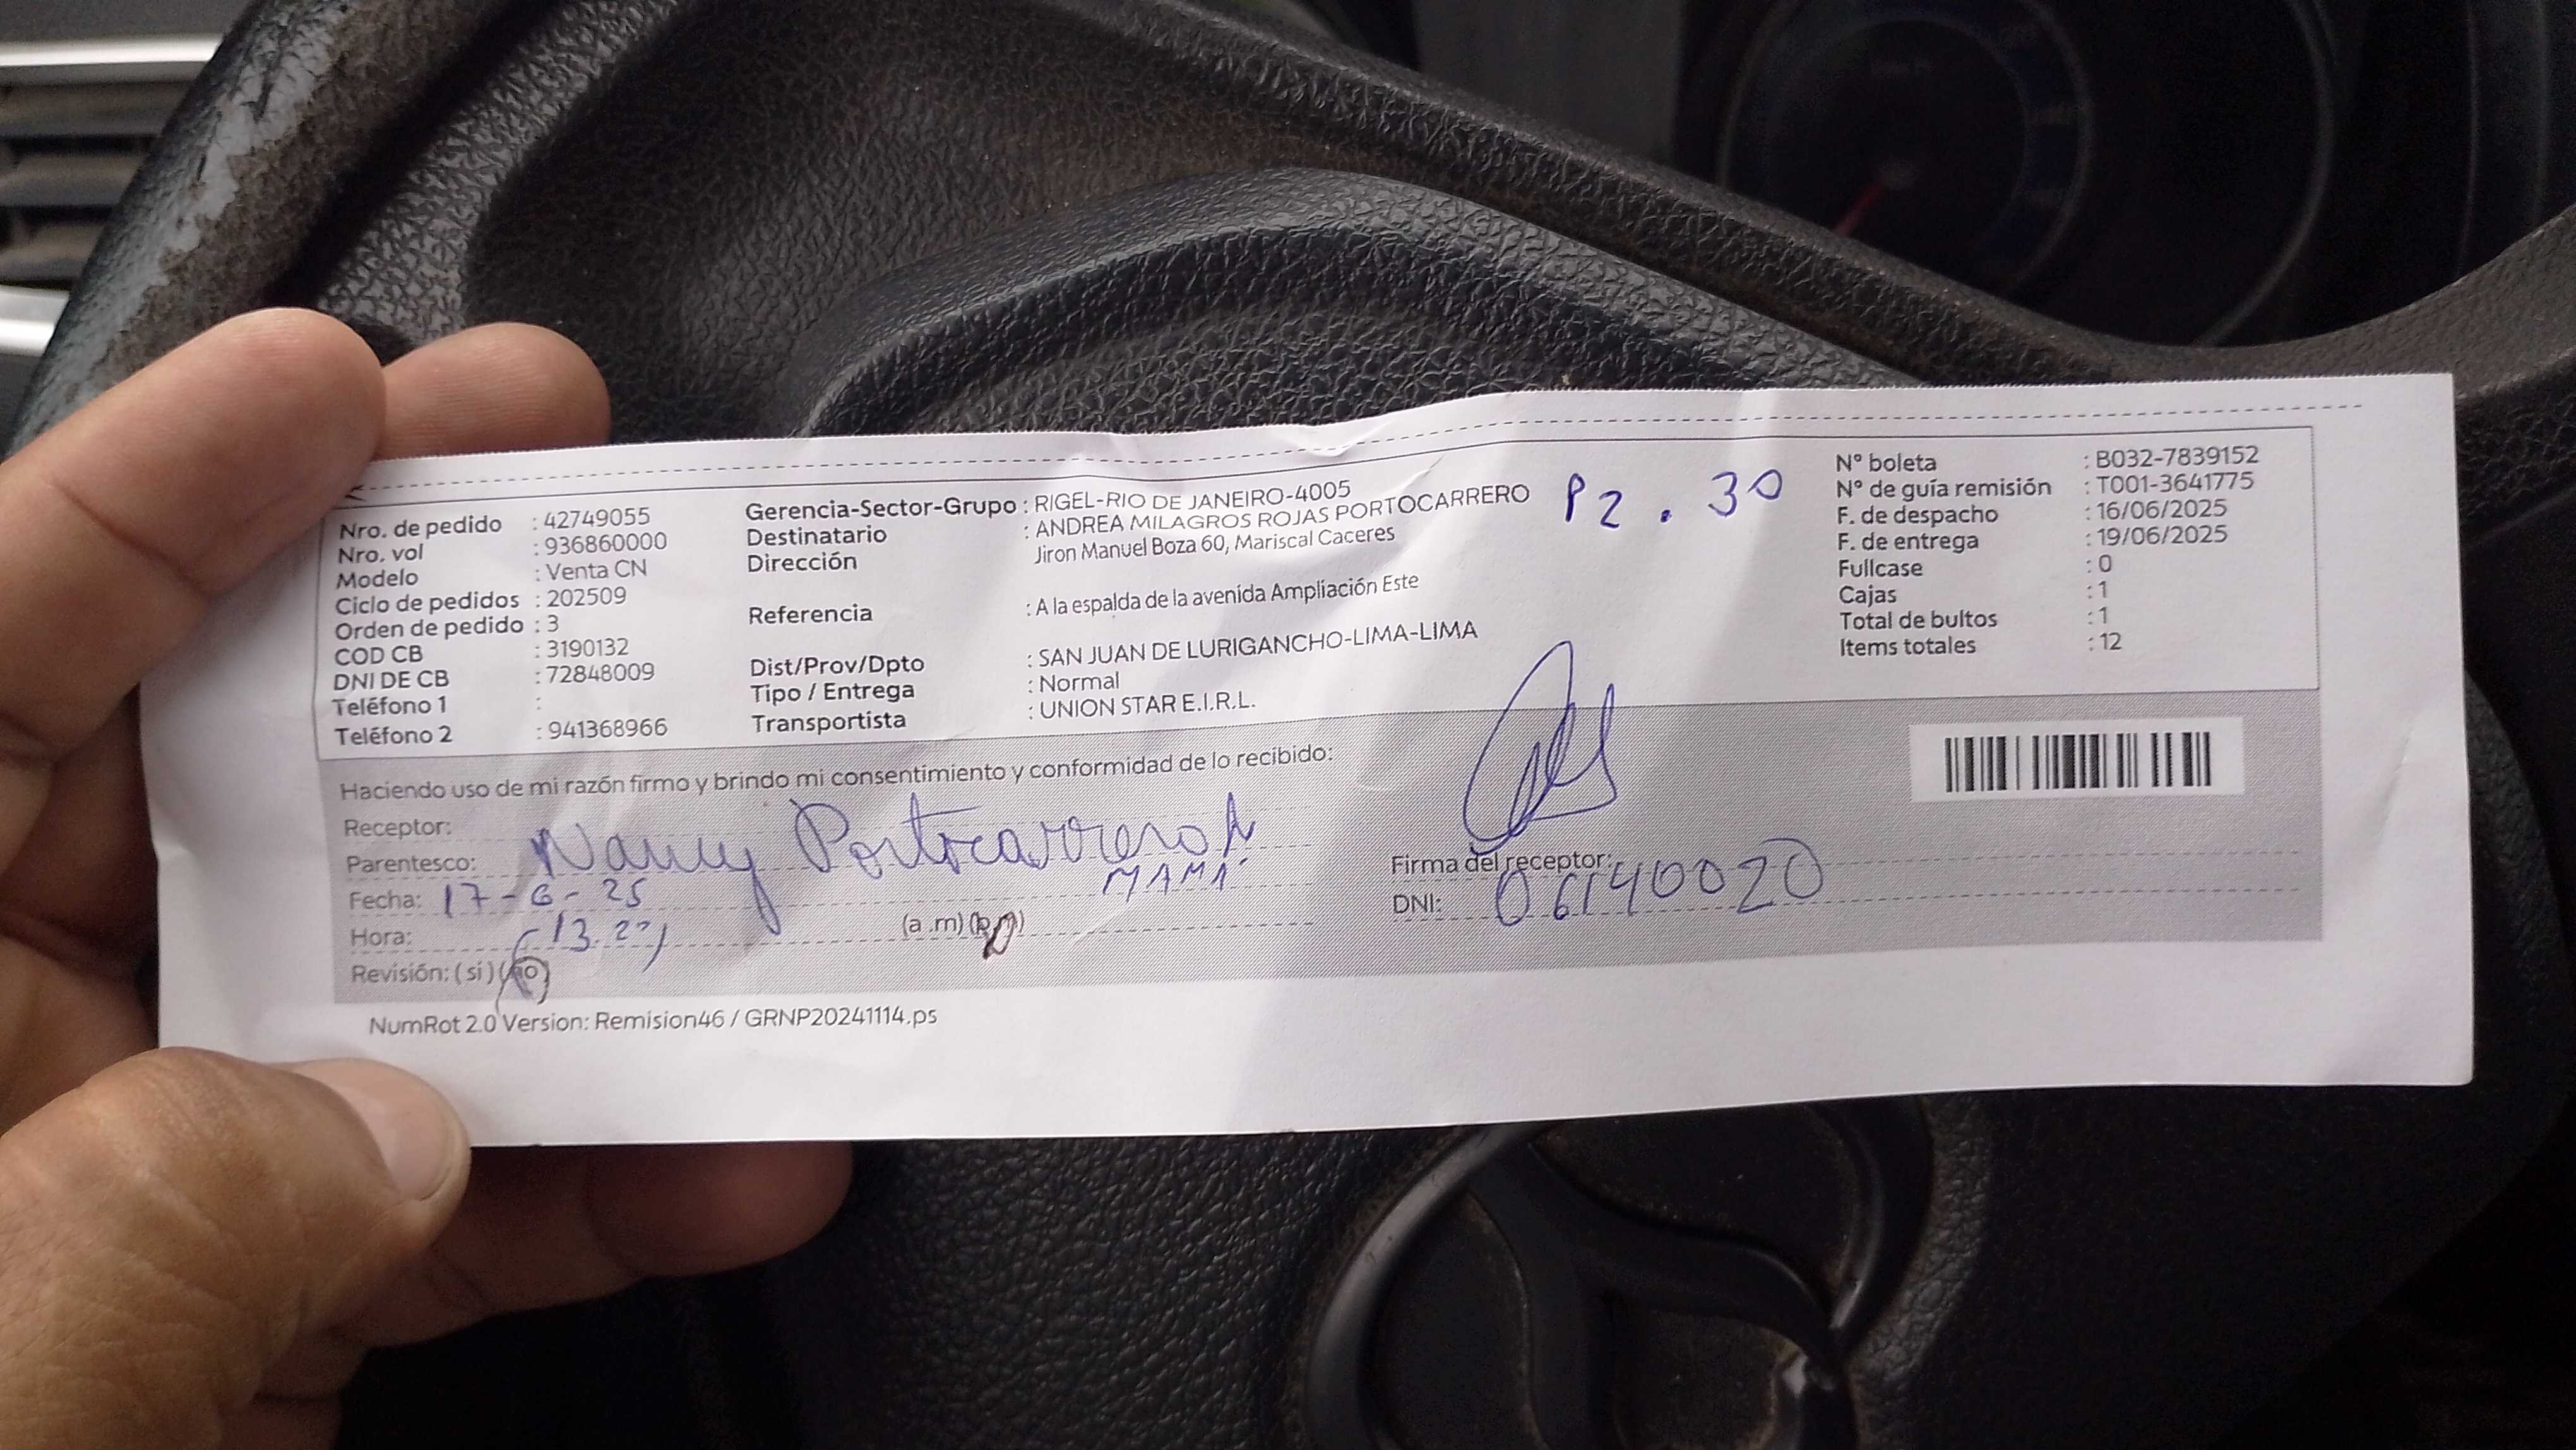 Nro. de pedido : 42749055
Nro. vol : 936860000
Modelo : Venta CN
Ciclo de pedidos : 202509
Orden de pedido : 3
COD CB : 3190132
DNI DE CB : 72848009
Teléfono 1 :
Teléfono 2 : 941368966
Gerencia-Sector-Grupo : RIGEL-RIO DE JANEIRO-4005
Destinatario : ANDREA MILAGROS ROJAS PORTOCARRERO
Dirección Jiron Manuel Boza 60, Mariscal Caceres
Referencia : A la espalda de la avenida Ampliación Este
Dist/Prov/Dpto : SAN JUAN DE LURIGANCHO-LIMA-LIMA
Tipo / Entrega : Normal
Transportista : UNION STAR E.I.R.L.
P2 . 30
N° boleta : B032-7839152
N° de guía remisión : T001-3641775
F. de despacho : 16/06/2025
F. de entrega : 19/06/2025
Fullcase : 0
Cajas : 1
Total de bultos : 1
Items totales : 12
Haciendo uso de mi razón firmo y brindo mi consentimiento y conformidad de lo recibido:
Receptor: Nancy Portocarrero
Parentesco: MAMÁ
Fecha: 17-6-25
Hora: (a .m) (p.m)
Revisión: (si) (no)
Firma del receptor:
DNI: 06140020
NumRot 2.0 Version: Remision46 / GRNP20241114.ps